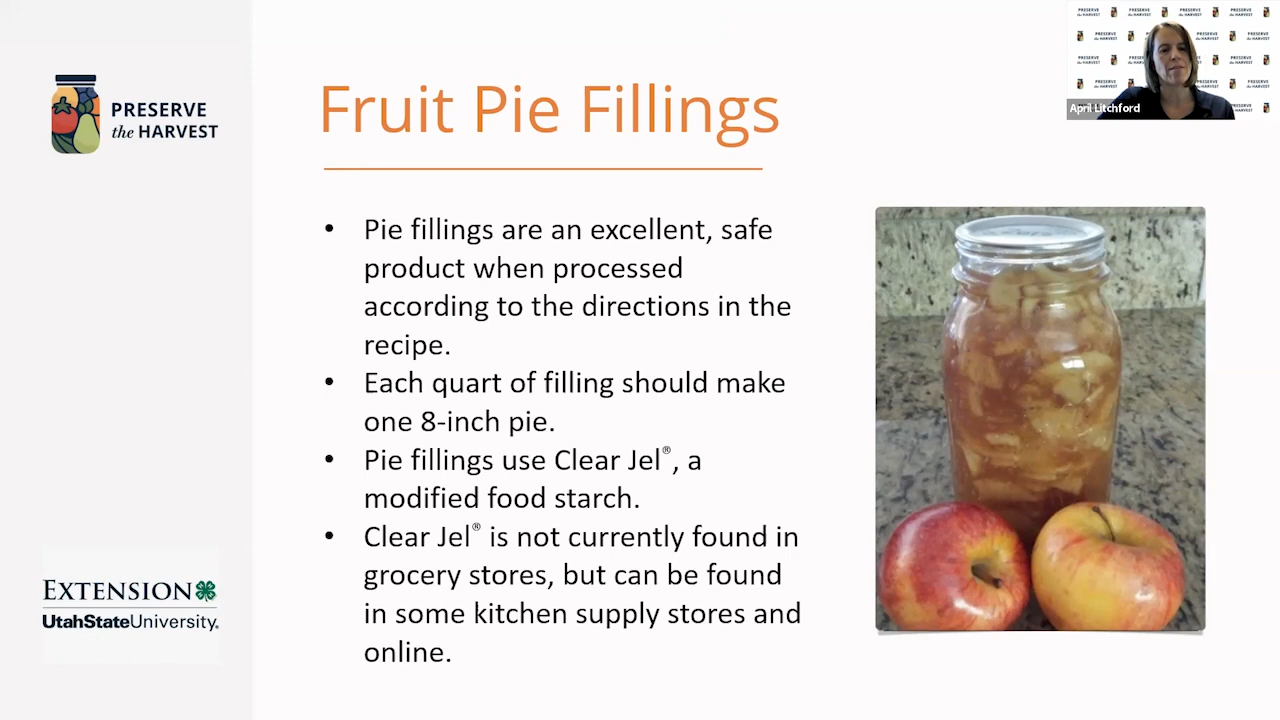 PRESERVE
the HARVEST
Fruit Pie Fillings
• Pie fillings are an excellent, safe
product when processed
according to the directions in the
recipe.
• Each quart of filling should make
one 8-inch pie.
• Pie fillings use Clear Jel®, a
modified food starch.
• Clear Jel® is not currently found in
grocery stores, but can be found
in some kitchen supply stores and
online.
EXTENSION
UtahStateUniversity.
April Litchford